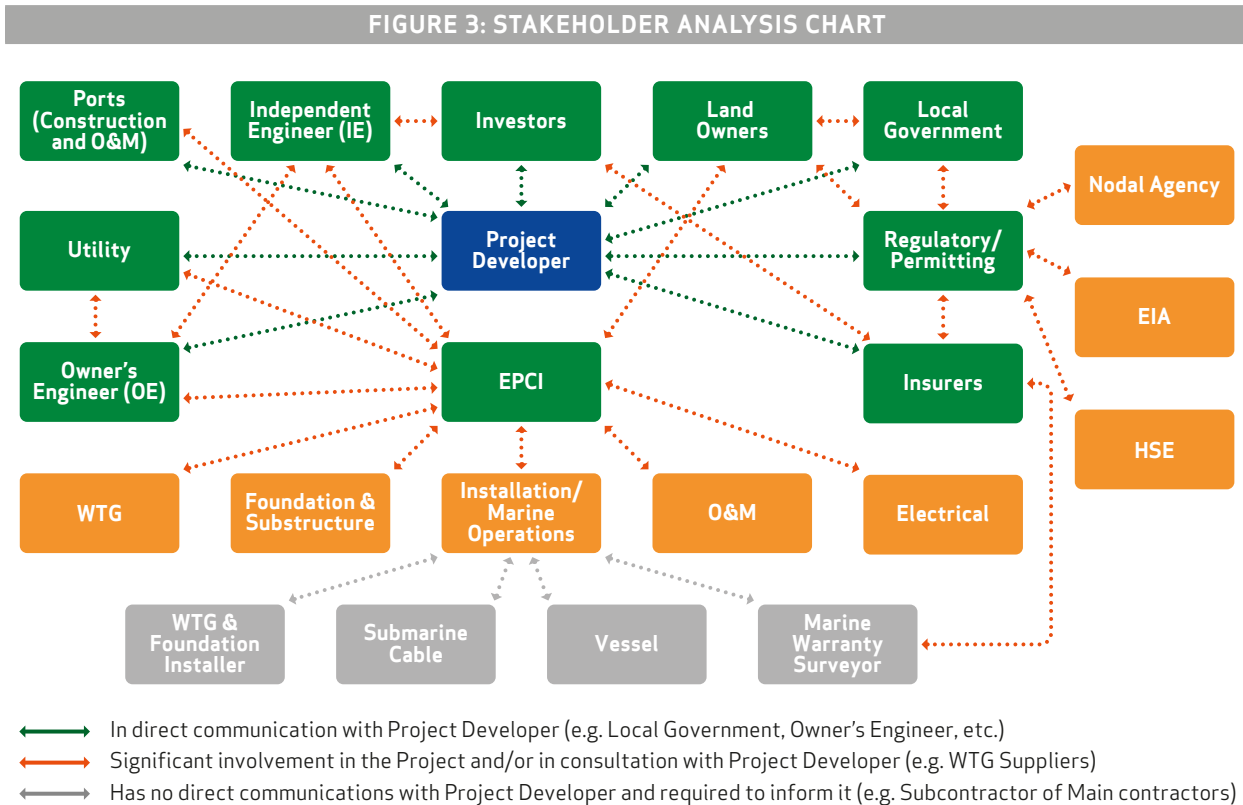 FIGURE 3: STAKEHOLDER ANALYSIS CHART
Ports
(Construction
and O&M)
Independent
Engineer (IE)
Investors
Land
Owners
Local
Government
Nodal Agency
Utility
Project
Developer
Regulatory/
Permitting
EIA
Owner's
Engineer (OE)
EPCI
Insurers
HSE
WTG
Foundation &
Substructure
Installation/
Marine
Operations
O&M
Electrical
WTG &
Foundation
Installer
Submarine
Cable
Vessel
Marine
Warranty
Surveyor
In direct communication with Project Developer (e.g. Local Government, Owner's Engineer, etc.)
Significant involvement in the Project and/or in consultation with Project Developer (e.g. WTG Suppliers)
Has no direct communications with Project Developer and required to inform it (e.g. Subcontractor of Main contractors)